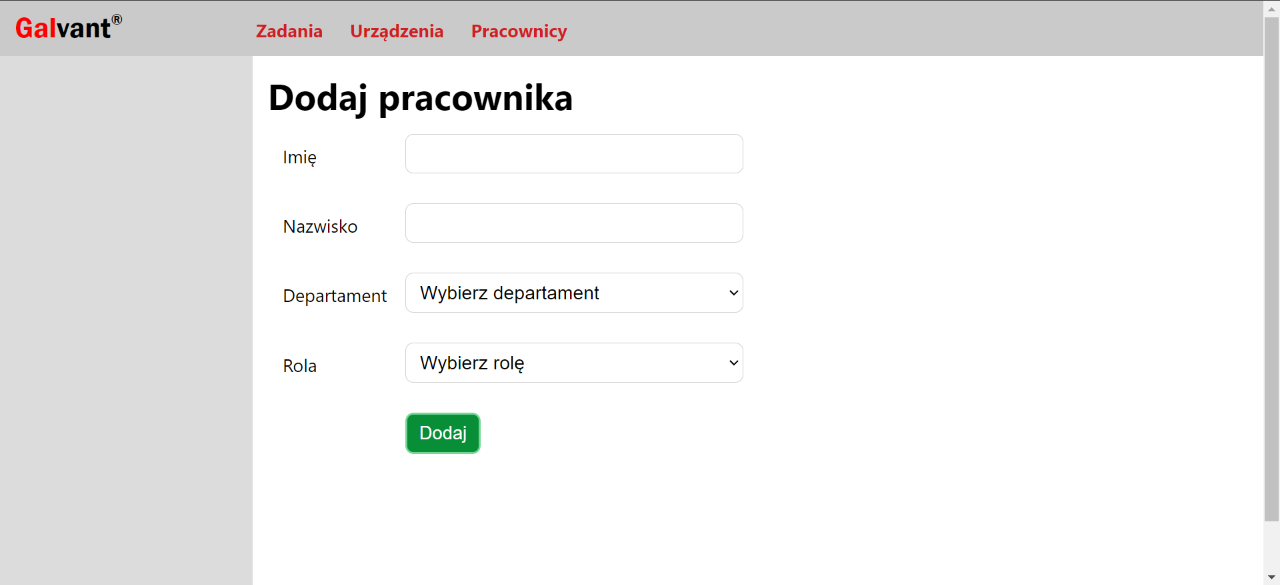 Galvant® Zadania Urządzenia Pracownicy
Dodaj pracownika
Imię
Nazwisko
Departament Wybierz departament
Rola Wybierz rolę
Dodaj